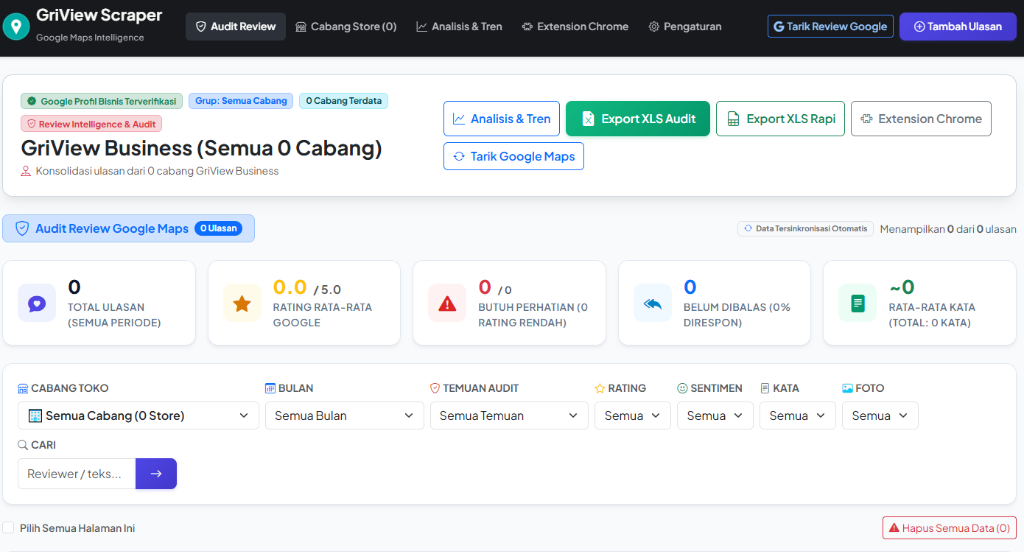 GriView Scraper
Google Maps Intelligence
Audit Review
Cabang Store (0)
Analisis & Tren
Extension Chrome
Pengaturan
Tarik Review Google
Tambah Ulasan
Google Profil Bisnis Terverifikasi
Grup: Semua Cabang
0 Cabang Terdata
Review Intelligence & Audit
GriView Business (Semua 0 Cabang)
Konsolidasi ulasan dari 0 cabang GriView Business
Analisis & Tren
Export XLS Audit
Export XLS Rapi
Extension Chrome
Tarik Google Maps
Audit Review Google Maps 0 Ulasan
Data Tersinkronisasi Otomatis
Menampilkan 0 dari 0 ulasan
0
TOTAL ULASAN
(SEMUA PERIODE)
0.0 / 5.0
RATING RATA-RATA
GOOGLE
0 / 0
BUTUH PERHATIAN (0
RATING RENDAH)
0
BELUM DIBALAS (0%
DIRESPON)
~0
RATA-RATA KATA
(TOTAL: 0 KATA)
CABANG TOKO
Semua Cabang (0 Store)
BULAN
Semua Bulan
TEMUAN AUDIT
Semua Temuan
RATING
Semua
SENTIMEN
Semua
KATA
Semua
FOTO
Semua
CARI
Reviewer / teks...
Pilih Semua Halaman Ini
Hapus Semua Data (0)